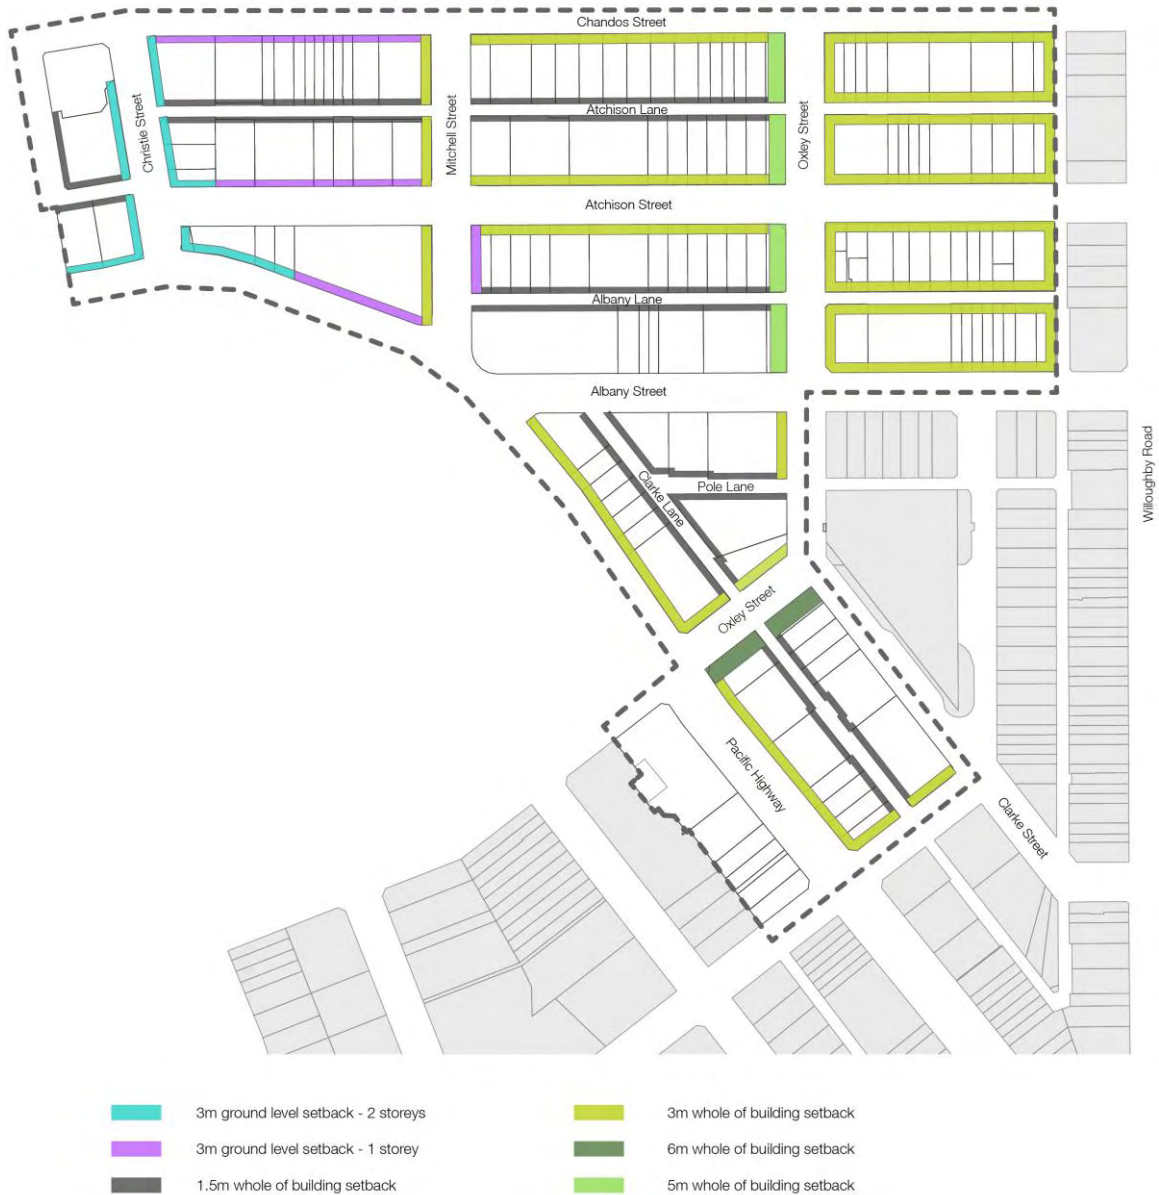 Chandos Street
Christie Street
Mitchell Street
Atchison Lane
Oxley Street
Atchison Street
Albany Lane
Albany Street
Willoughby Road
Clarke Lane
Pole Lane
Oxley Street
Pacific Highway
Clarke Street
3m ground level setback - 2 storeys
3m ground level setback - 1 storey
1.5m whole of building setback
3m whole of building setback
6m whole of building setback
5m whole of building setback